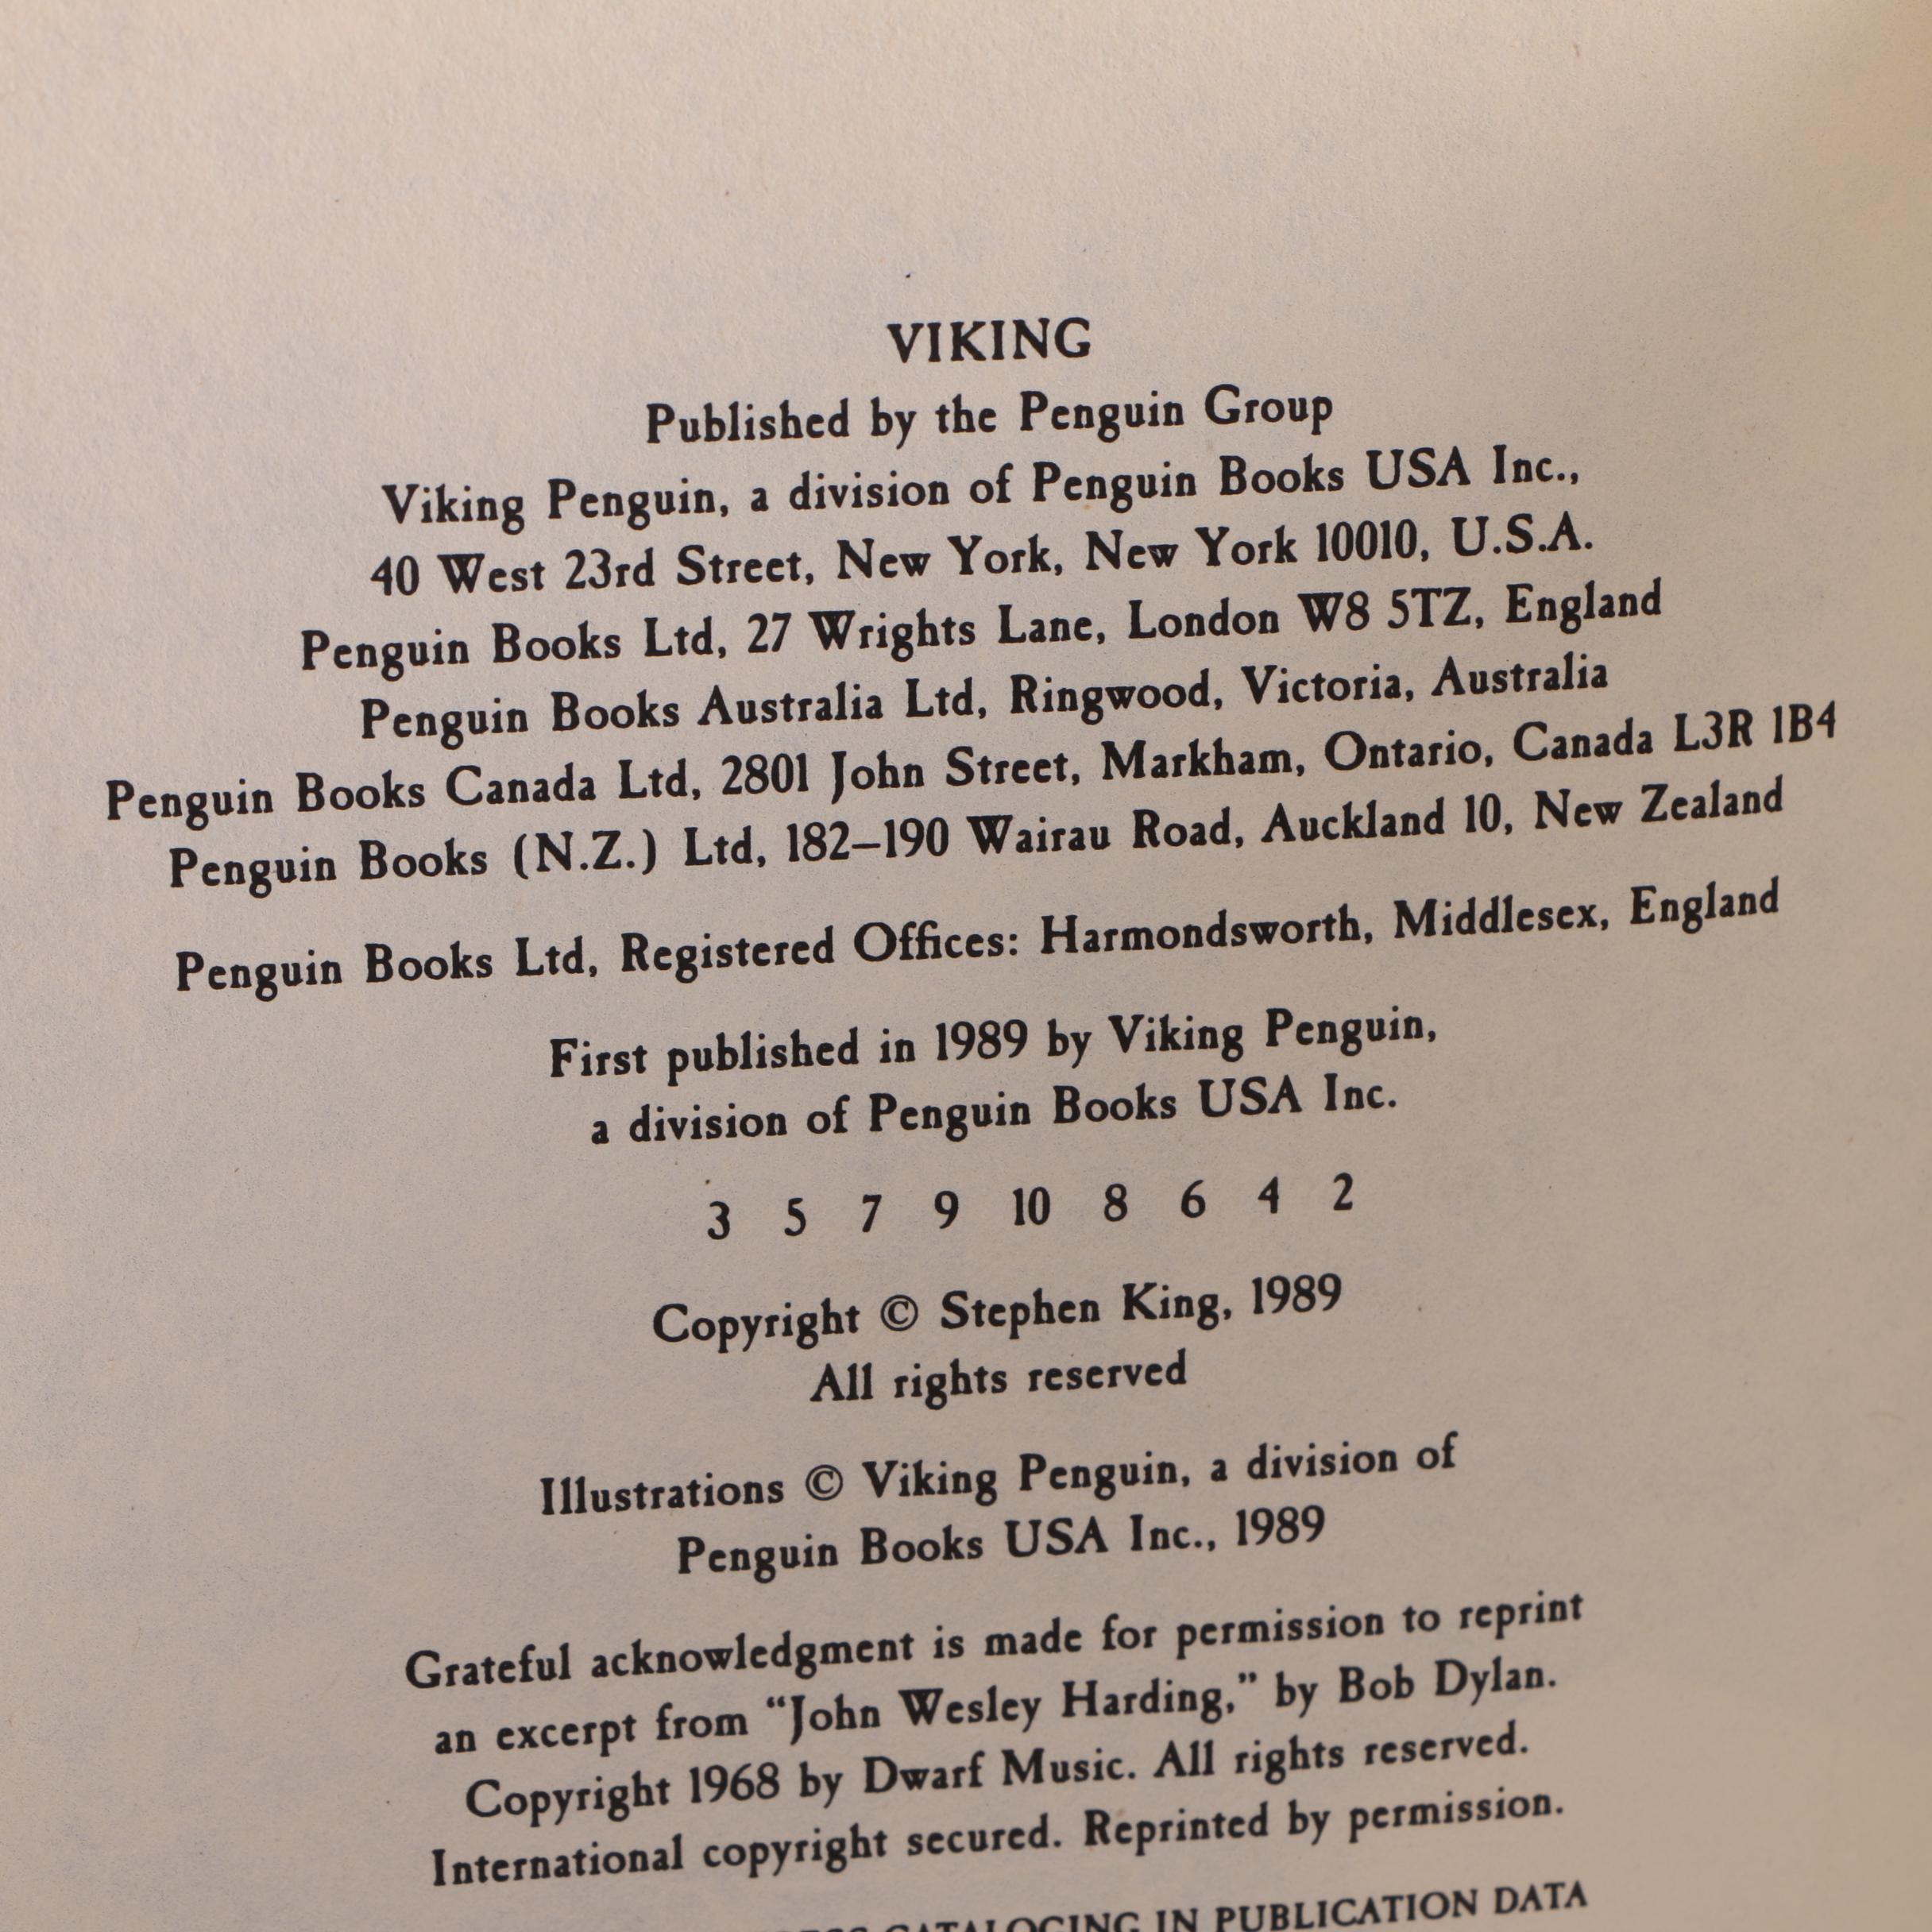 VIKING
Published by the Penguin Group
Viking Penguin, a division of Penguin Books USA Inc.,
40 West 23rd Street, New York, New York 10010, U.S.A.
Penguin Books Ltd, 27 Wrights Lane, London W8 5TZ, England
Penguin Books Australia Ltd, Ringwood, Victoria, Australia
Penguin Books Canada Ltd, 2801 John Street, Markham, Ontario, Canada L3R 1B4
Penguin Books (N.Z.) Ltd, 182–190 Wairau Road, Auckland 10, New Zealand
Penguin Books Ltd, Registered Offices: Harmondsworth, Middlesex, England
First published in 1989 by Viking Penguin,
a division of Penguin Books USA Inc.
3 5 7 9 10 8 6 4 2
Copyright © Stephen King, 1989
All rights reserved
Illustrations © Viking Penguin, a division of
Penguin Books USA Inc., 1989
Grateful acknowledgment is made for permission to reprint
an excerpt from “John Wesley Harding,” by Bob Dylan.
Copyright 1968 by Dwarf Music. All rights reserved.
International copyright secured. Reprinted by permission.
CATALOGING IN PUBLICATION DATA